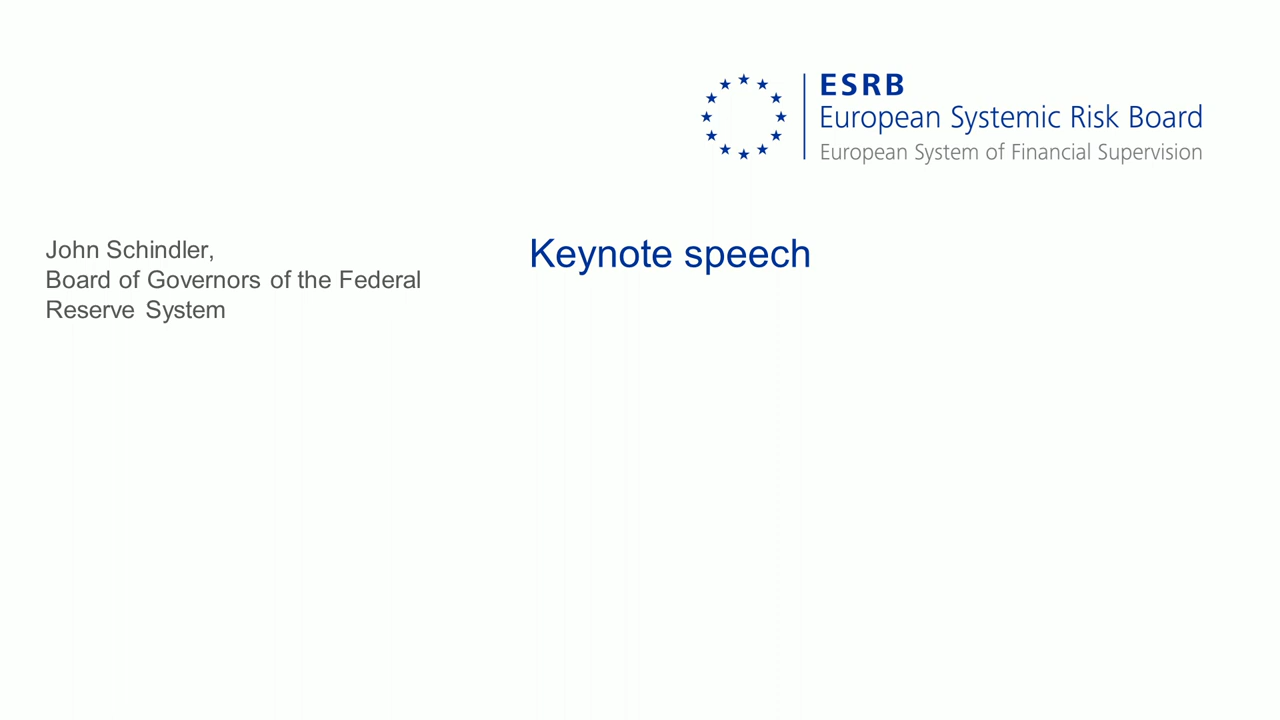 ESRB
European Systemic Risk Board
European System of Financial Supervision
John Schindler,
Board of Governors of the Federal
Reserve System
Keynote speech